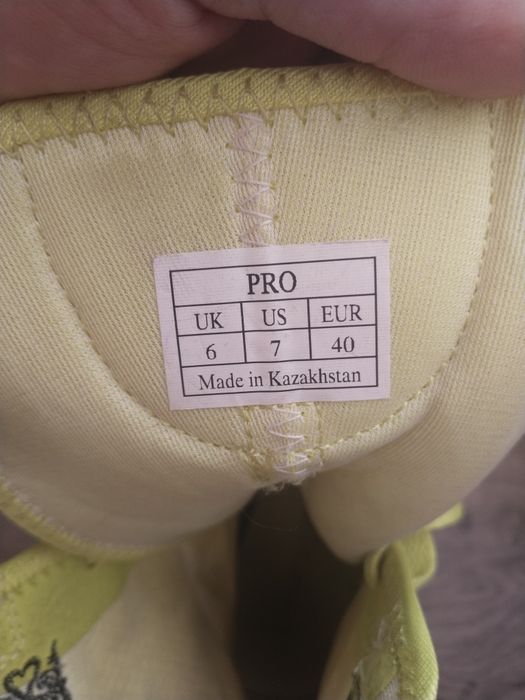 PRO
UK US EUR
6 7 40
Made in Kazakhstan